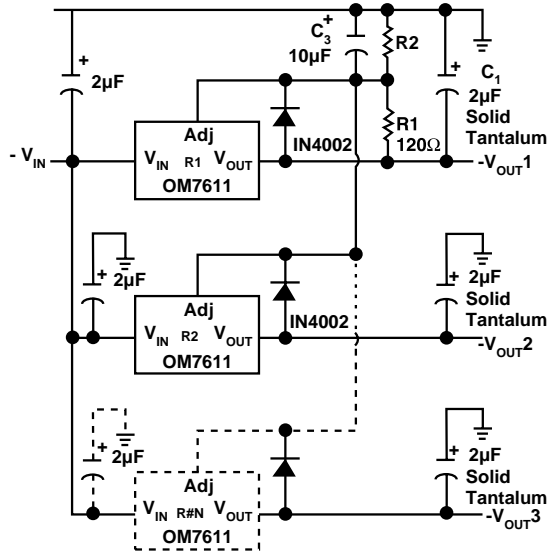 C3 +
10µF
R2
+
2µF
+
C1
2µF
Solid
Tantalum
R1
120Ω
IN4002
Adj
VIN R1 VOUT
OM7611
- VIN
-VOUT1
+
2µF
+
2µF
Solid
Tantalum
IN4002
Adj
VIN R2 VOUT
OM7611
-VOUT2
+
2µF
+
2µF
Solid
Tantalum
Adj
VIN R#N VOUT
OM7611
-VOUT3